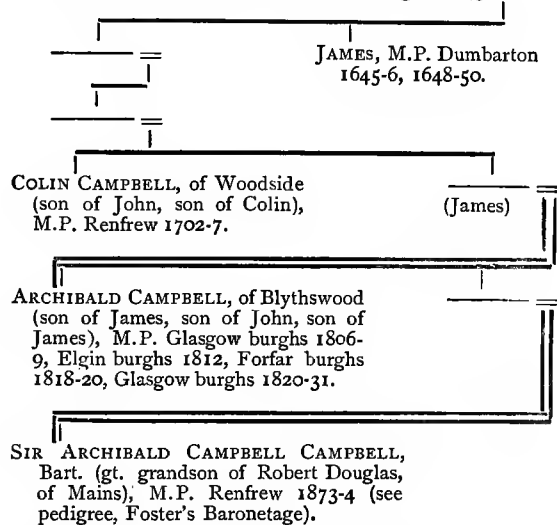 JAMES, M.P. Dumbarton
1645-6, 1648-50.
COLIN CAMPBELL, of Woodside
(son of John, son of Colin),
M.P. Renfrew 1702-7.
(James)
ARCHIBALD CAMPBELL, of Blythswood
(son of James, son of John, son of
James), M.P. Glasgow burghs 1806-
9, Elgin burghs 1812, Forfar burghs
1818-20, Glasgow burghs 1820-31.
SIR ARCHIBALD CAMPBELL CAMPBELL,
Bart. (gt. grandson of Robert Douglas,
of Mains), M.P. Renfrew 1873-4 (see
pedigree, Foster's Baronetage).